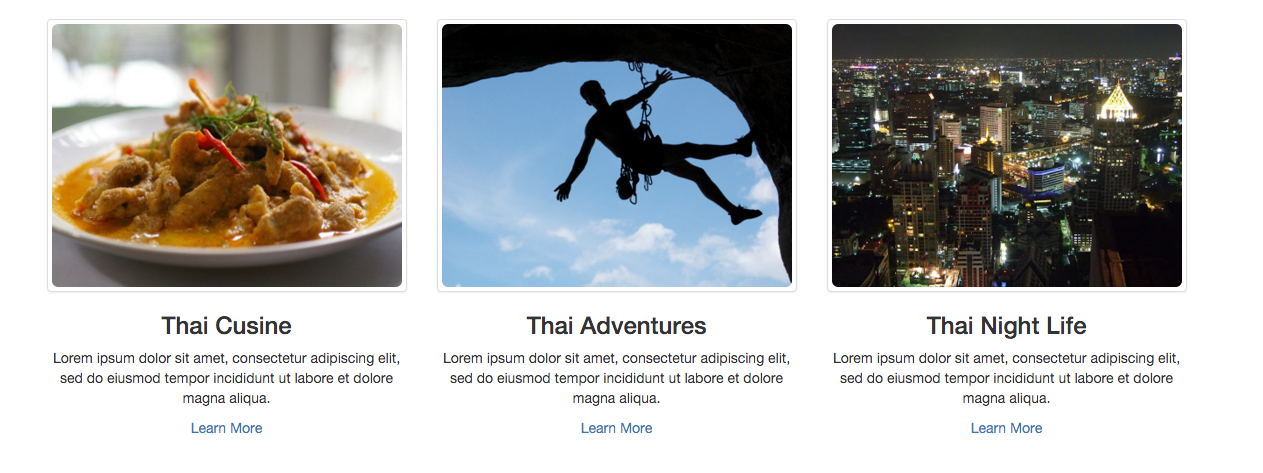 Thai Cusine
Lorem ipsum dolor sit amet, consectetur adipiscing elit,
sed do eiusmod tempor incididunt ut labore et dolore
magna aliqua.
Learn More
Thai Adventures
Lorem ipsum dolor sit amet, consectetur adipiscing elit,
sed do eiusmod tempor incididunt ut labore et dolore
magna aliqua.
Learn More
Thai Night Life
Lorem ipsum dolor sit amet, consectetur adipiscing elit,
sed do eiusmod tempor incididunt ut labore et dolore
magna aliqua.
Learn More